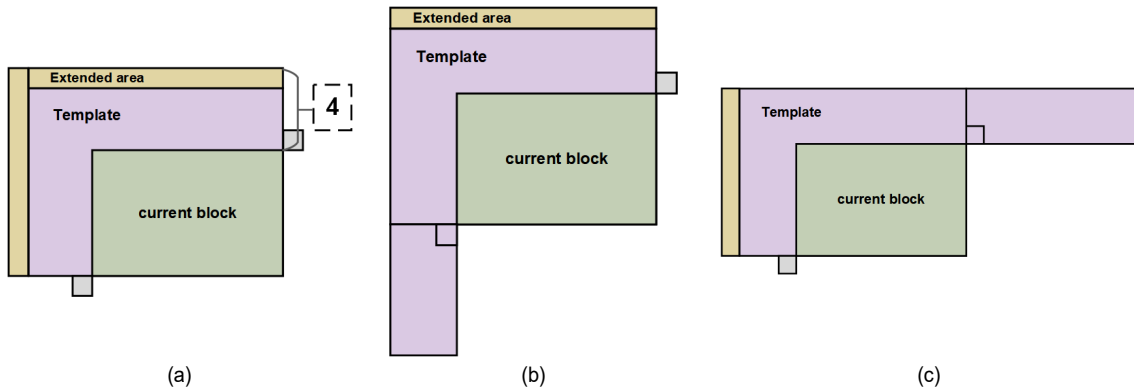 Extended area
Template
4
current block
(a)
Extended area
Template
current block
(b)
Template
current block
(c)